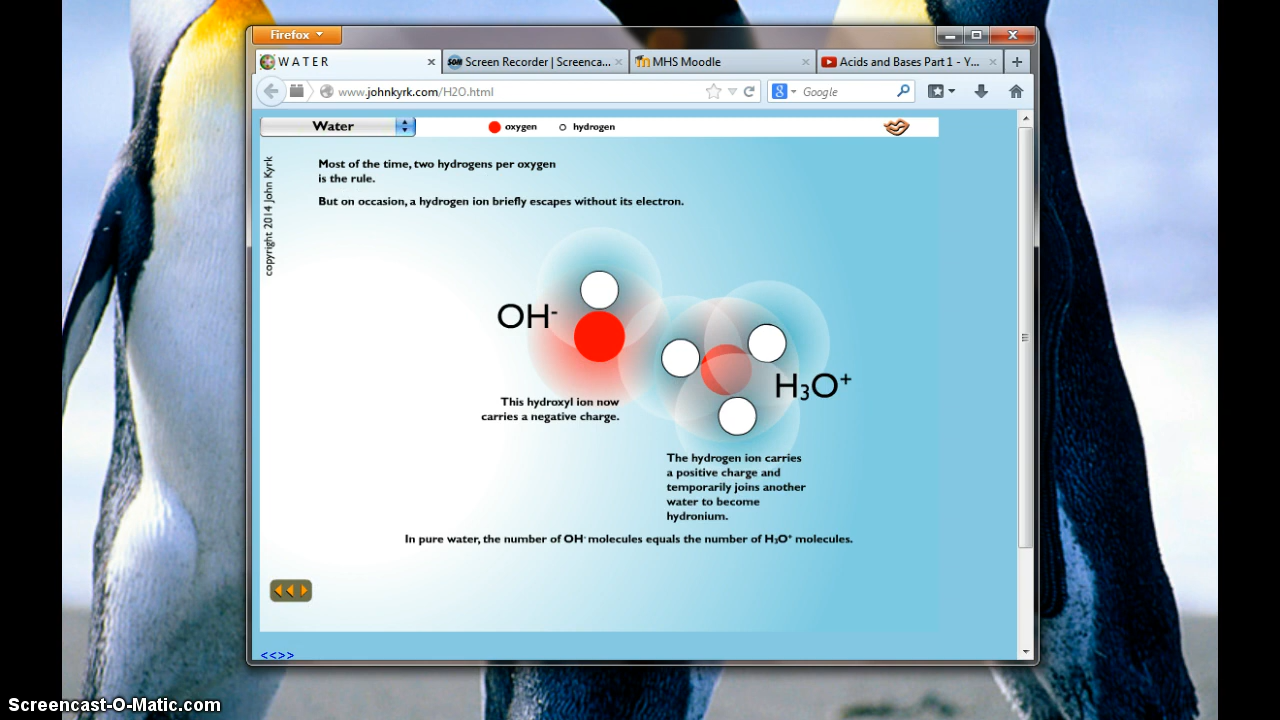 Firefox
W A T E R
Screen Recorder | Screenca...
MHS Moodle
Acids and Bases Part 1 - Y...
www.johnkyrk.com/H2O.html
Google
Water
oxygen
hydrogen
copyright 2014 John Kyrk
Most of the time, two hydrogens per oxygen
is the rule.
But on occasion, a hydrogen ion briefly escapes without its electron.
OH-
H3O+
This hydroxyl ion now
carries a negative charge.
The hydrogen ion carries
a positive charge and
temporarily joins another
water to become
hydronium.
In pure water, the number of OH- molecules equals the number of H3O+ molecules.
<<>>
Screencast-O-Matic.com